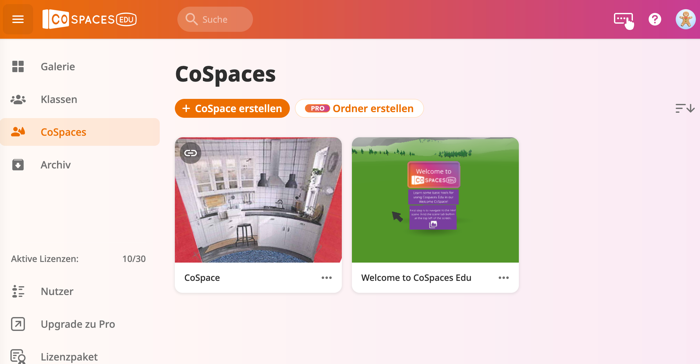 COSPACES EDU
Suche
Galerie
Klassen
CoSpaces
Archiv
Aktive Lizenzen: 10/30
Nutzer
Upgrade zu Pro
Lizenzpaket
CoSpaces
+ CoSpace erstellen
PRO Ordner erstellen
CoSpace
Welcome to
COSPACES EDU
Welcome to CoSpaces Edu